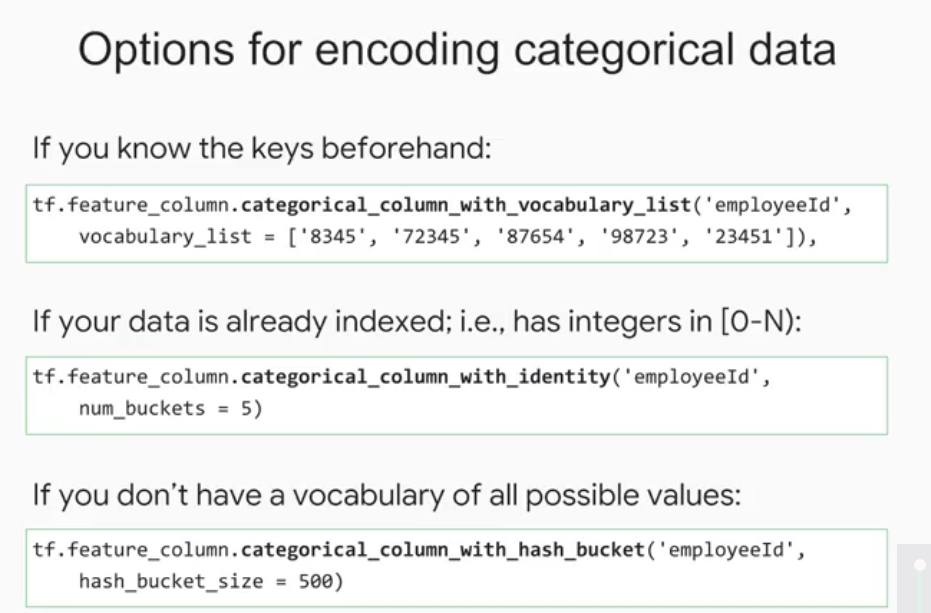 Options for encoding categorical data
If you know the keys beforehand:
tf.feature_column.categorical_column_with_vocabulary_list('employeeId',
vocabulary_list = ['8345', '72345', '87654', '98723', '23451']),
If your data is already indexed; i.e., has integers in [0-N):
tf.feature_column.categorical_column_with_identity('employeeId',
num_buckets = 5)
If you don't have a vocabulary of all possible values:
tf.feature_column.categorical_column_with_hash_bucket('employeeId',
hash_bucket_size = 500)